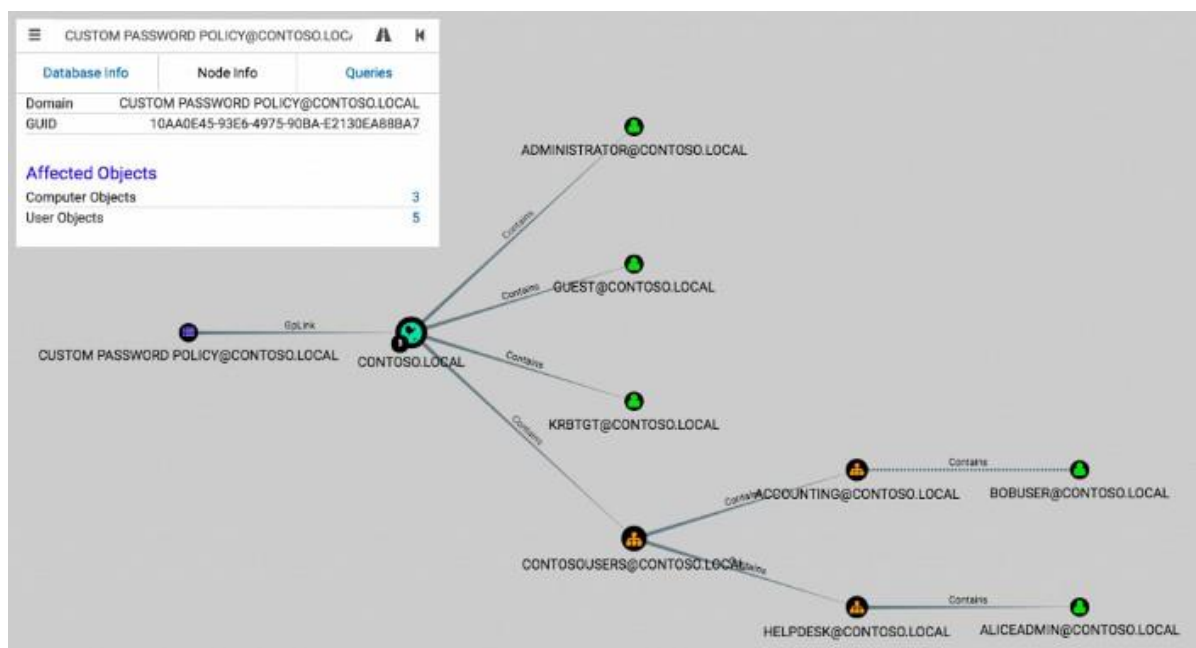 CUSTOM PASSWORD POLICY@CONTOSO.LOCA
Database Info Node Info Queries
Domain CUSTOM PASSWORD POLICY@CONTOSO.LOCAL
GUID 10AA0E45-93E6-4975-90BA-E2130EA88BA7
Affected Objects
Computer Objects 3
User Objects 5
ADMINISTRATOR@CONTOSO.LOCAL
Contains
GUEST@CONTOSO.LOCAL
Contains
GpLink
CUSTOM PASSWORD POLICY@CONTOSO.LOCAL
CONTOSO.LOCAL
Contains
KRBTGT@CONTOSO.LOCAL
Contains
Contains
Contains
ACCOUNTING@CONTOSO.LOCAL
BOBUSER@CONTOSO.LOCAL
CONTOSOUSERS@CONTOSO.LOCAL
Contains
Contains
HELPDESK@CONTOSO.LOCAL
ALICEADMIN@CONTOSO.LOCAL